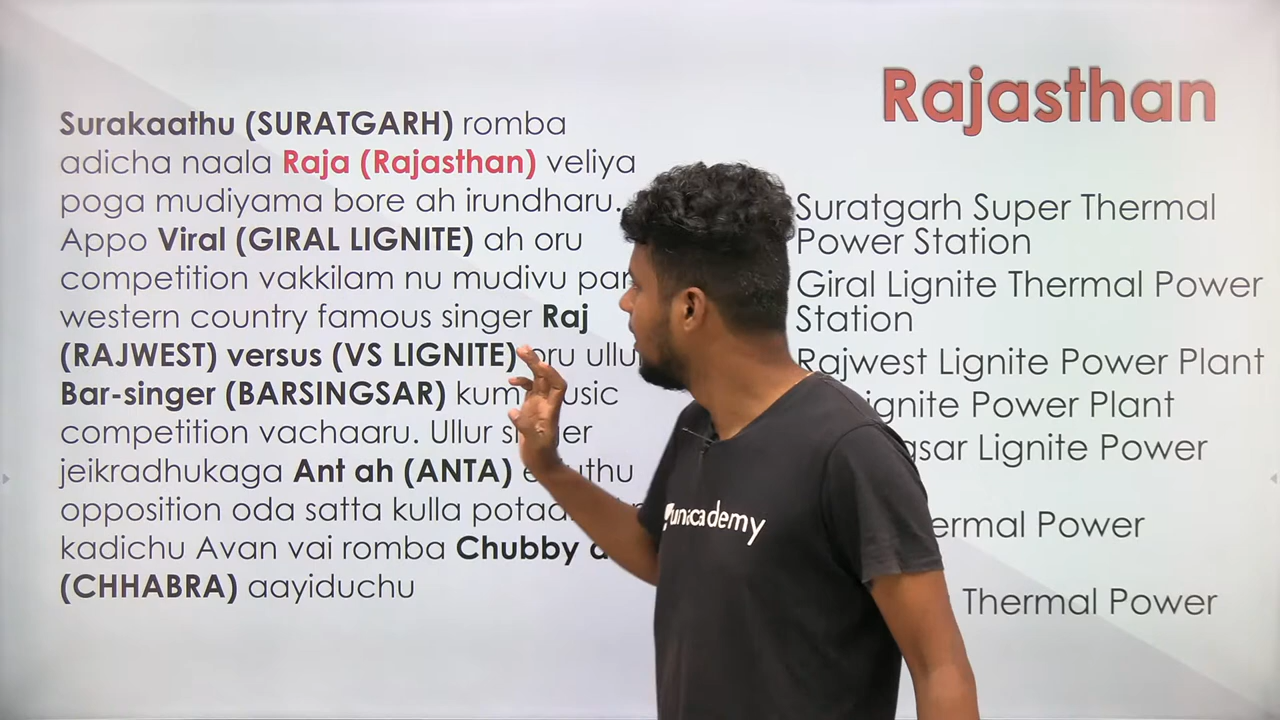 Rajasthan
Surakaathu (SURATGARH) romba
adicha naala Raja (Rajasthan) veliya
poga mudiyama bore ah irundharu..
Appo Viral (GIRAL LIGNITE) ah oru
competition vakkilam nu mudivu
western country famous singer Raj
(RAJWEST) versus (VS LIGNITE) oru
Bar-singer (BARSINGSAR)
competition vachaaru. Ullur
jeikradhukaga Ant ah (ANTA)
opposition oda satta kulla
kadichu Avan vai romba Chubby
(CHHABRA) aayiduchu
Suratgarh Super Thermal
Power Station
Giral Lignite Thermal Power
Station
Rajwest Lignite Power Plant
Lignite Power Plant
Lignite Power
Power
Thermal Power
unacademy